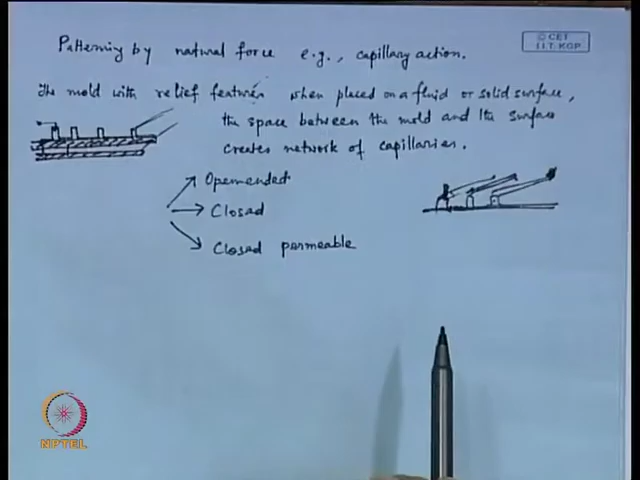 Patterning by natural force e.g., capillary action.
© CET
I.I.T. KGP
The mold with relief features when placed on a fluid or solid surface,
the space between the mold and the surface
creates network of capillaries.
Openended
Closed
Closed permeable
NPTEL